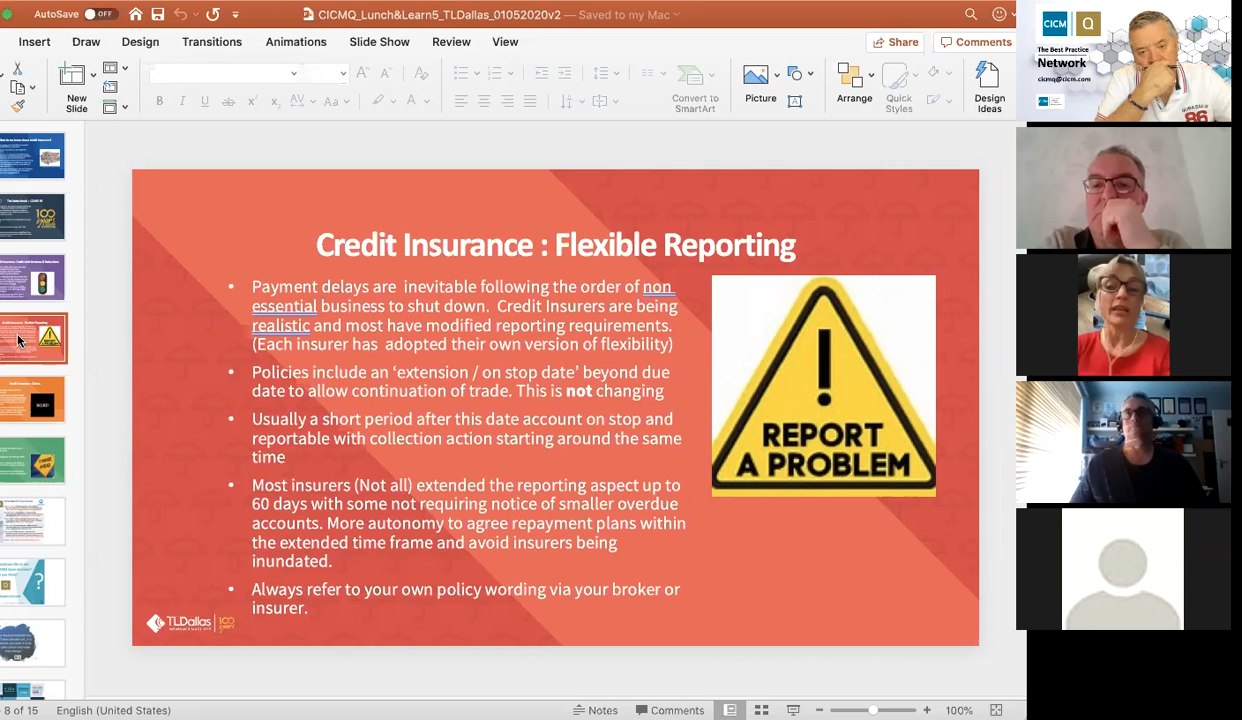 AutoSave OFF CICMQ_Lunch&Learn5_TLDallas_01052020v2 — Saved to my Mac
Insert Draw Design Transitions Animations Slide Show Review View Share Comments
New Slide
Convert to SmartArt
Picture
Arrange
Quick Styles
Design Ideas
CICM Q
The Best Practice
Network
cicmq@cicm.com
86
Credit Insurance : Flexible Reporting
• Payment delays are inevitable following the order of non
essential business to shut down. Credit Insurers are being
realistic and most have modified reporting requirements.
(Each insurer has adopted their own version of flexibility)
• Policies include an ‘extension / on stop date’ beyond due
date to allow continuation of trade. This is not changing
• Usually a short period after this date account on stop and
reportable with collection action starting around the same
time
• Most insurers (Not all) extended the reporting aspect up to
60 days with some not requiring notice of smaller overdue
accounts. More autonomy to agree repayment plans within
the extended time frame and avoid insurers being
inundated.
• Always refer to your own policy wording via your broker or
insurer.
REPORT
A PROBLEM
TLDallas 100
8 of 15 English (United States) Notes Comments 100%